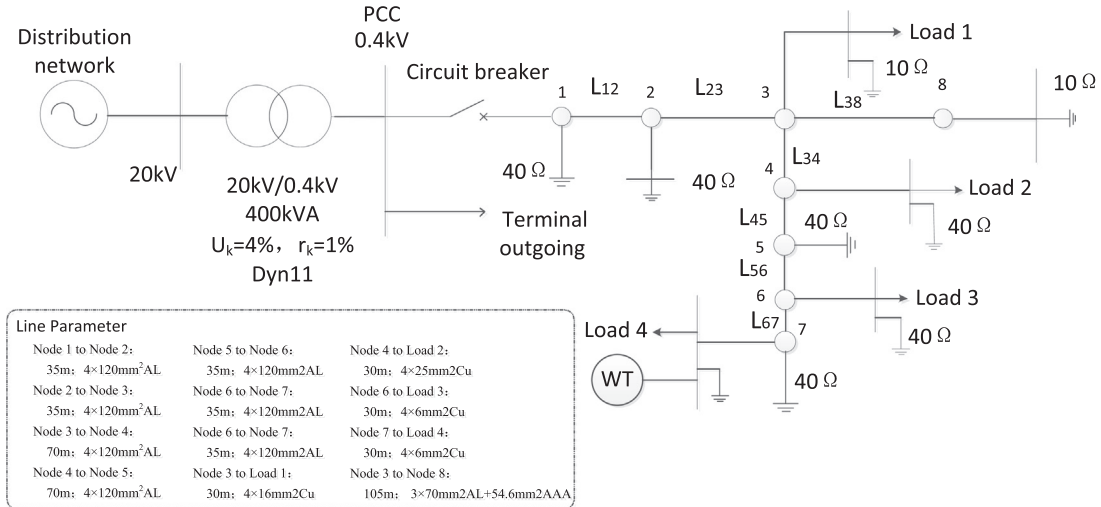 Distribution
network
20kV
20kV/0.4kV
400kVA
Uk=4%, rk=1%
Dyn11
PCC
0.4kV
Circuit breaker
Terminal
outgoing
1
L12
2
L23
3
40 Ω
40 Ω
Load 1
10 Ω
L38
8
10 Ω
L34
4
Load 2
40 Ω
L45
40 Ω
5
L56
6
Load 3
40 Ω
L67
7
Load 4
WT
40 Ω
Line Parameter
Node 1 to Node 2:
35m; 4×120mm²AL
Node 2 to Node 3:
35m; 4×120mm²AL
Node 3 to Node 4:
70m; 4×120mm²AL
Node 4 to Node 5:
70m; 4×120mm²AL
Node 5 to Node 6:
35m; 4×120mm2AL
Node 6 to Node 7:
35m; 4×120mm2AL
Node 6 to Node 7:
35m; 4×120mm2AL
Node 3 to Load 1:
30m; 4×16mm2Cu
Node 4 to Load 2:
30m; 4×25mm2Cu
Node 6 to Load 3:
30m; 4×6mm2Cu
Node 7 to Load 4:
30m; 4×6mm2Cu
Node 3 to Node 8:
105m; 3×70mm2AL+54.6mm2AAA